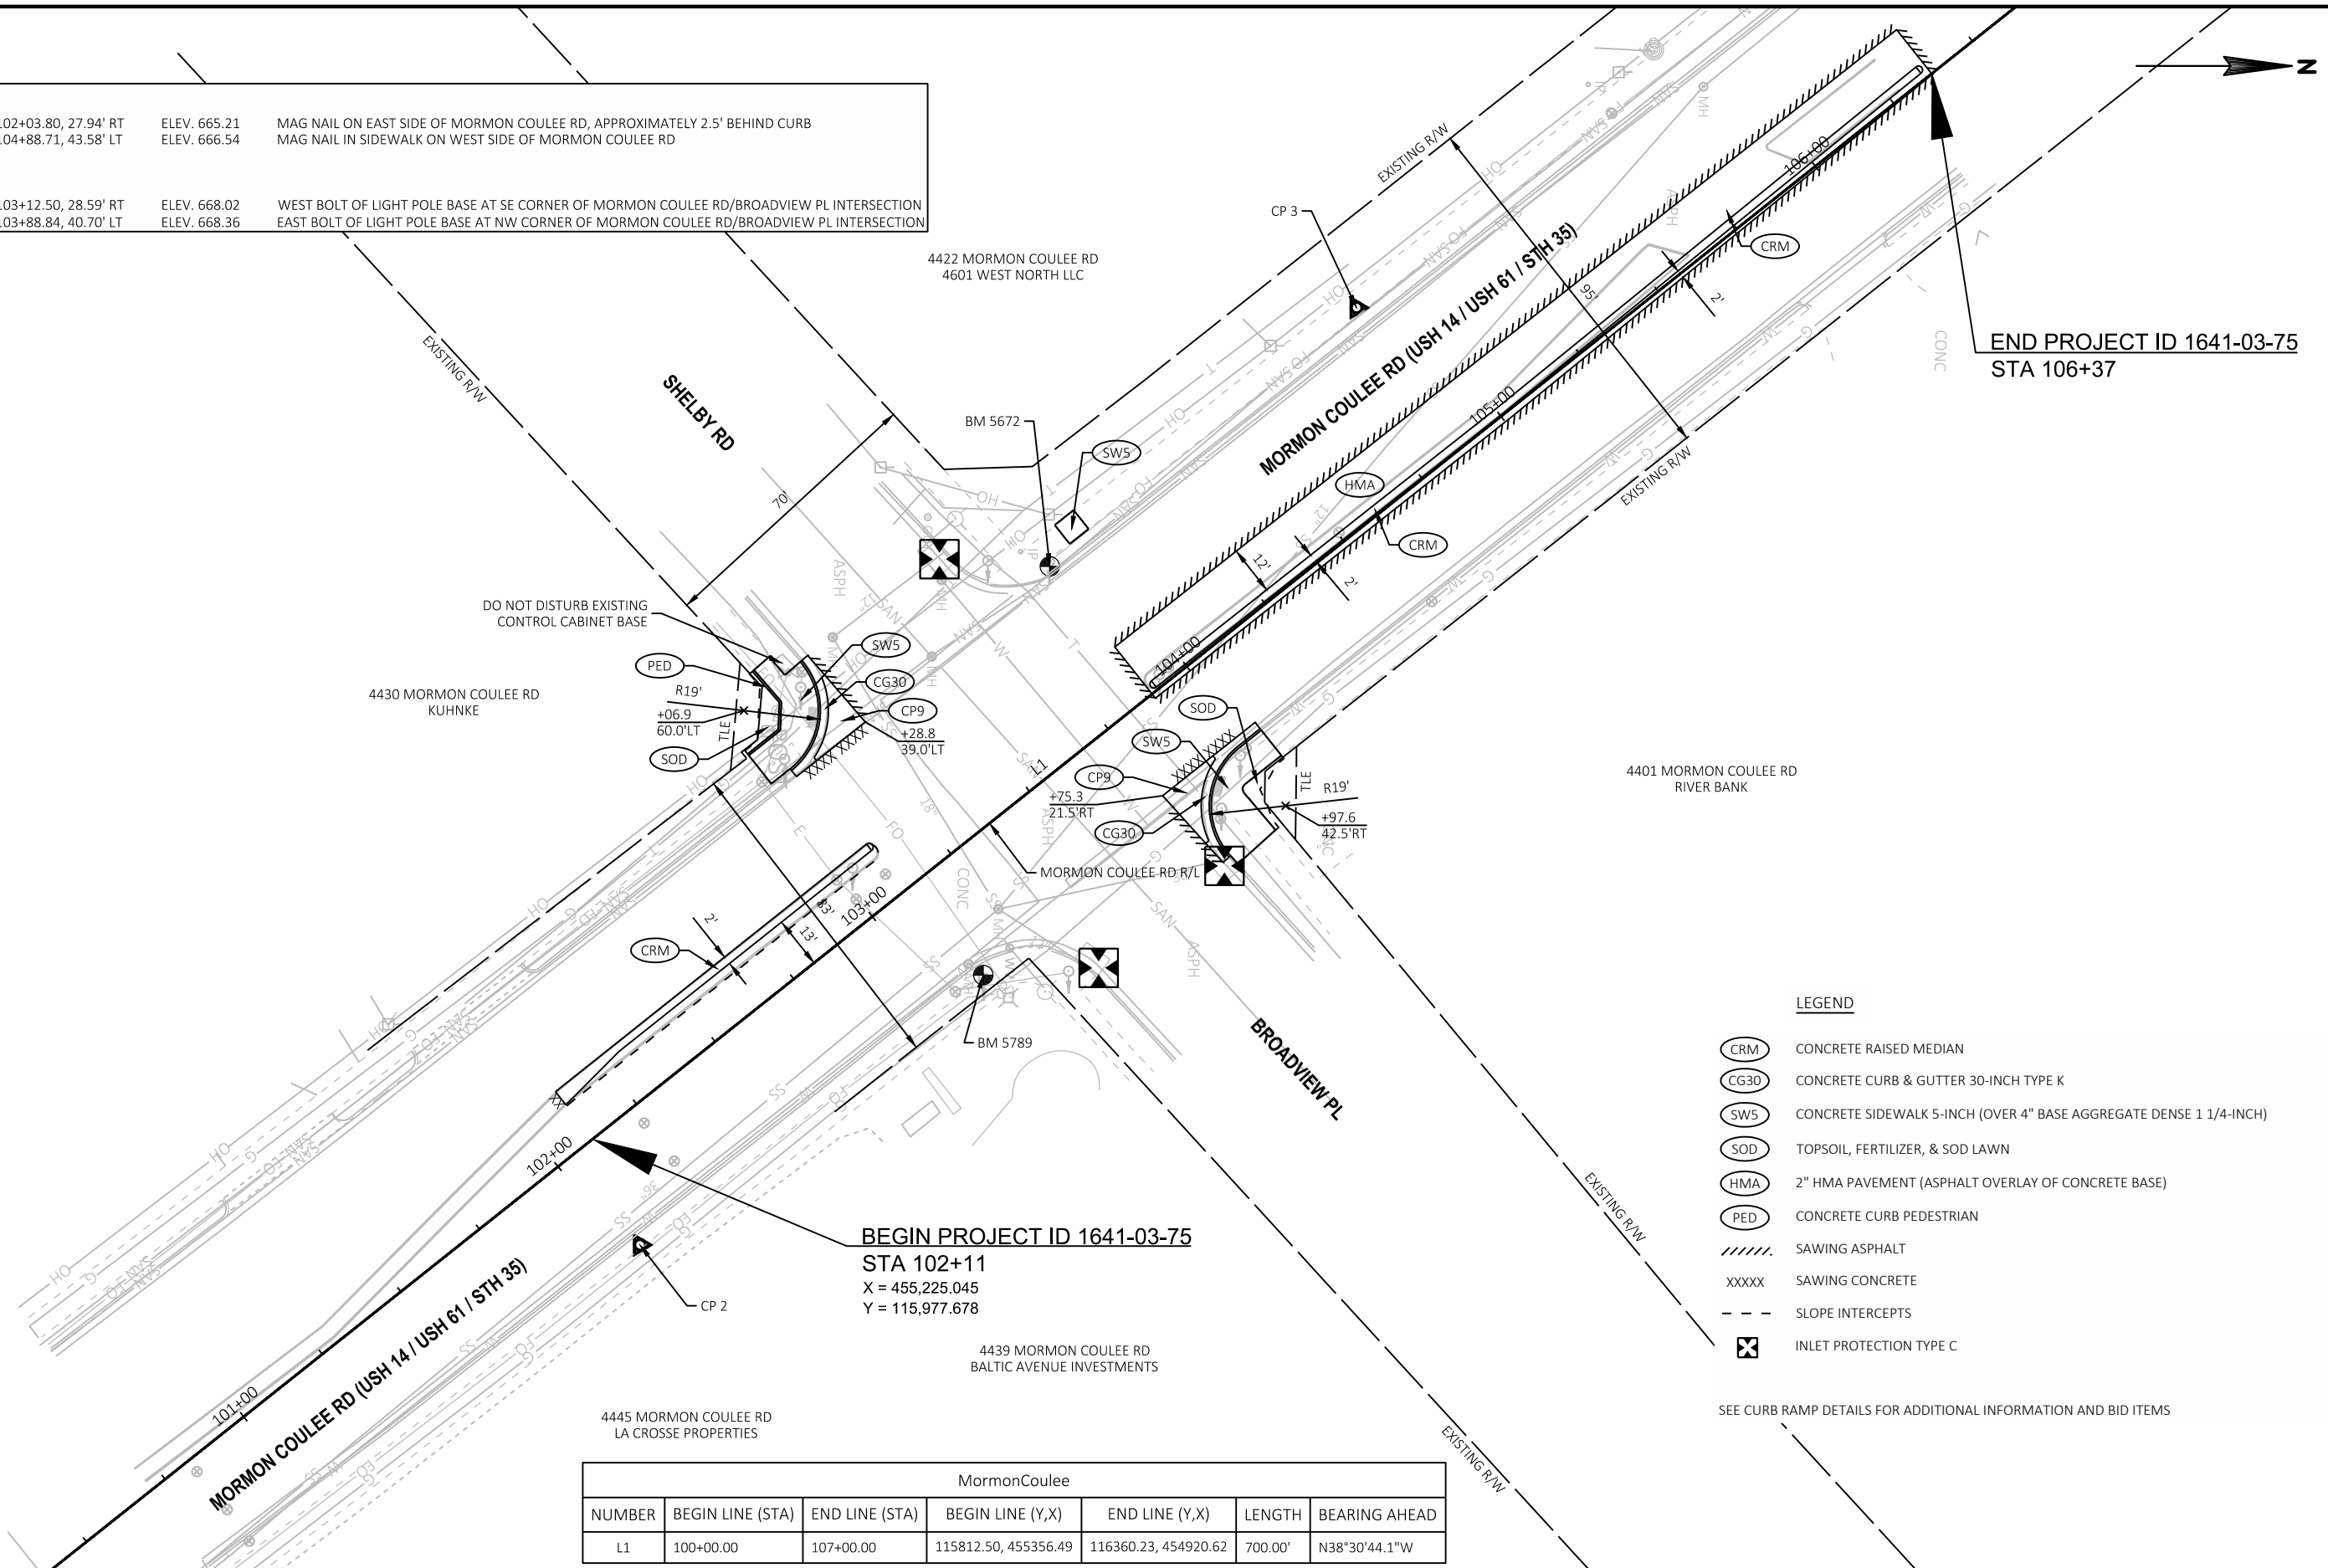 102+03.80, 27.94' RT ELEV. 665.21 MAG NAIL ON EAST SIDE OF MORMON COULEE RD, APPROXIMATELY 2.5' BEHIND CURB
104+88.71, 43.58' LT ELEV. 666.54 MAG NAIL IN SIDEWALK ON WEST SIDE OF MORMON COULEE RD
103+12.50, 28.59' RT ELEV. 668.02 WEST BOLT OF LIGHT POLE BASE AT SE CORNER OF MORMON COULEE RD/BROADVIEW PL INTERSECTION
103+88.84, 40.70' LT ELEV. 668.36 EAST BOLT OF LIGHT POLE BASE AT NW CORNER OF MORMON COULEE RD/BROADVIEW PL INTERSECTION
N
EXISTING R/W
CP 3
4422 MORMON COULEE RD
4601 WEST NORTH LLC
106+00
CRM
2'
95'
MORMON COULEE RD (USH 14 / USH 61 / STH 35)
END PROJECT ID 1641-03-75
STA 106+37
CONC
ASPH
MH
EXISTING R/W
SHELBY RD
BM 5672
SW5
105+00
HMA
CRM
EXISTING R/W
70'
12'
2'
12"
DO NOT DISTURB EXISTING
CONTROL CABINET BASE
ASPH
PED
SW5
CG30
CP9
R19'
+06.9
60.0'LT
TLE
SOD
+28.8
39.0'LT
4430 MORMON COULEE RD
KUHNKE
104+00
SOD
SW5
CP9
+75.3
21.5'RT
CG30
TLE
R19'
+97.6
42.5'RT
4401 MORMON COULEE RD
RIVER BANK
L1
18"
ASPH
MORMON COULEE RD R/L
CONC
103+00
83'
13'
2'
CRM
ASPH
BM 5789
BROADVIEW PL
102+00
36"
BEGIN PROJECT ID 1641-03-75
STA 102+11
X = 455,225.045
Y = 115,977.678
CP 2
4439 MORMON COULEE RD
BALTIC AVENUE INVESTMENTS
4445 MORMON COULEE RD
LA CROSSE PROPERTIES
101+00
MORMON COULEE RD (USH 14 / USH 61 / STH 35)
EXISTING R/W
EXISTING R/W
LEGEND
CRM CONCRETE RAISED MEDIAN
CG30 CONCRETE CURB & GUTTER 30-INCH TYPE K
SW5 CONCRETE SIDEWALK 5-INCH (OVER 4" BASE AGGREGATE DENSE 1 1/4-INCH)
SOD TOPSOIL, FERTILIZER, & SOD LAWN
HMA 2" HMA PAVEMENT (ASPHALT OVERLAY OF CONCRETE BASE)
PED CONCRETE CURB PEDESTRIAN
SAWING ASPHALT
XXXXX SAWING CONCRETE
SLOPE INTERCEPTS
INLET PROTECTION TYPE C
SEE CURB RAMP DETAILS FOR ADDITIONAL INFORMATION AND BID ITEMS
MormonCoulee
NUMBER BEGIN LINE (STA) END LINE (STA) BEGIN LINE (Y,X) END LINE (Y,X) LENGTH BEARING AHEAD
L1 100+00.00 107+00.00 115812.50, 455356.49 116360.23, 454920.62 700.00' N38°30'44.1"W